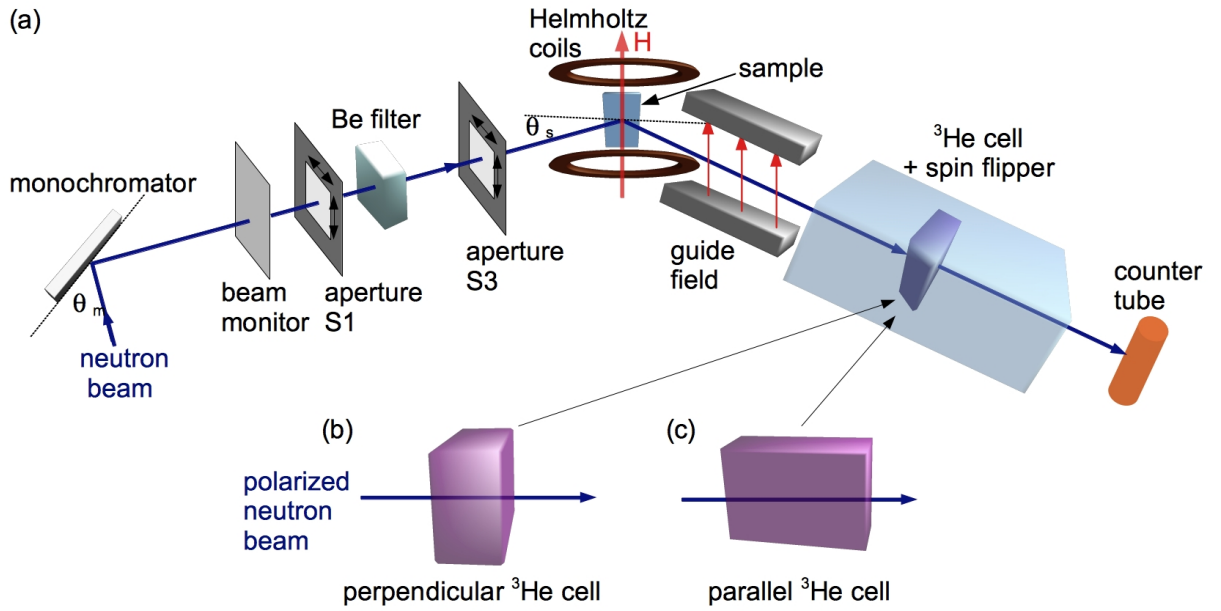 (a)
Helmholtz
coils
H
sample
Be filter
θ s
³He cell
+ spin flipper
monochromator
θ m
beam
monitor
aperture
S1
aperture
S3
guide
field
counter
tube
neutron
beam
(b)
(c)
polarized
neutron
beam
perpendicular ³He cell
parallel ³He cell